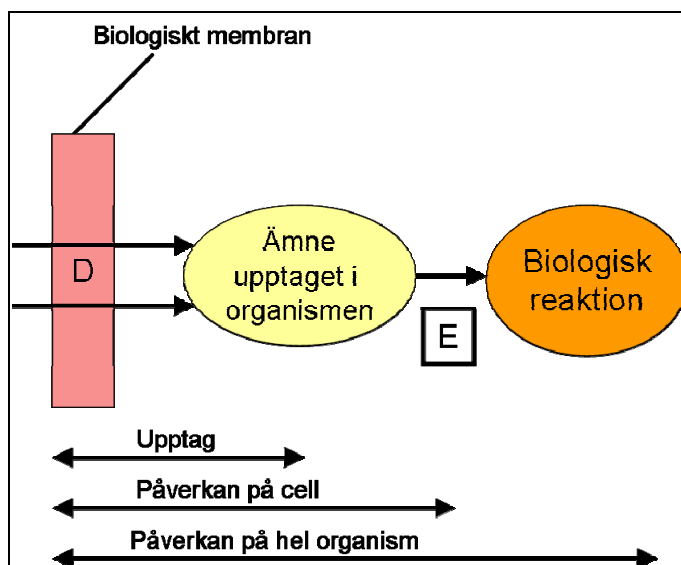 Biologiskt membran
D
Ämne
upptaget i
organismen
Biologisk
reaktion
E
Upptag
Påverkan på cell
Påverkan på hel organism